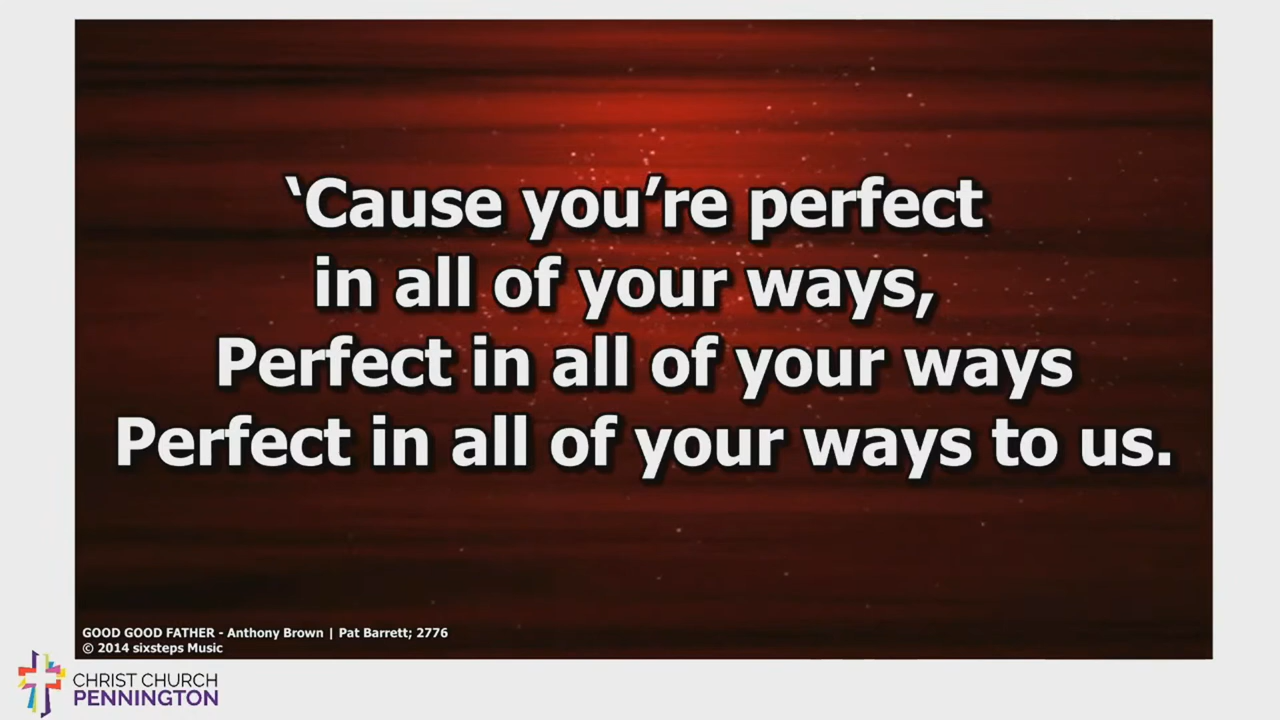 ‘Cause you’re perfect
in all of your ways,
Perfect in all of your ways
Perfect in all of your ways to us.
GOOD GOOD FATHER - Anthony Brown | Pat Barrett; 2776
© 2014 sixsteps Music
CHRIST CHURCH
PENNINGTON